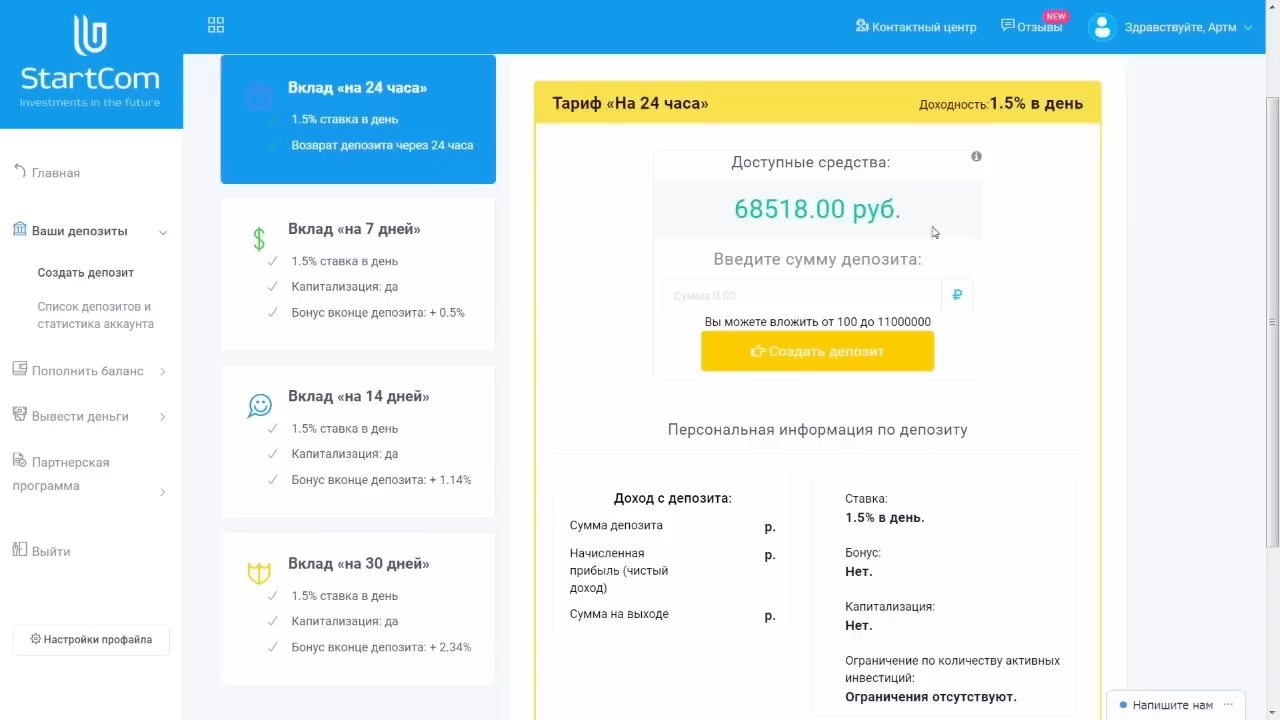 StartCom
Investments in the future
Контактный центр
Отзывы
NEW
Здравствуйте, Артм
Главная
Ваши депозиты
Создать депозит
Список депозитов и
статистика аккаунта
Пополнить баланс
Вывести деньги
Партнерская
программа
Выйти
Настройки профиля
Вклад «на 24 часа»
1.5% ставка в день
Возврат депозита через 24 часа
Вклад «на 7 дней»
1.5% ставка в день
Капитализация: да
Бонус вконце депозита: + 0.5%
Вклад «на 14 дней»
1.5% ставка в день
Капитализация: да
Бонус вконце депозита: + 1.14%
Вклад «на 30 дней»
1.5% ставка в день
Капитализация: да
Бонус вконце депозита: + 2.34%
Тариф «На 24 часа»
Доходность:1.5% в день
Доступные средства:
68518.00 руб.
Введите сумму депозита:
Сумма 0.00
₽
Вы можете вложить от 100 до 11000000
Создать депозит
Персональная информация по депозиту
Доход с депозита:
Сумма депозита р.
Начисленная р.
прибыль (чистый
доход)
Сумма на выходе р.
Ставка:
1.5% в день.
Бонус:
Нет.
Капитализация:
Нет.
Ограничение по количеству активных
инвестиций:
Ограничения отсутствуют.
Напишите нам